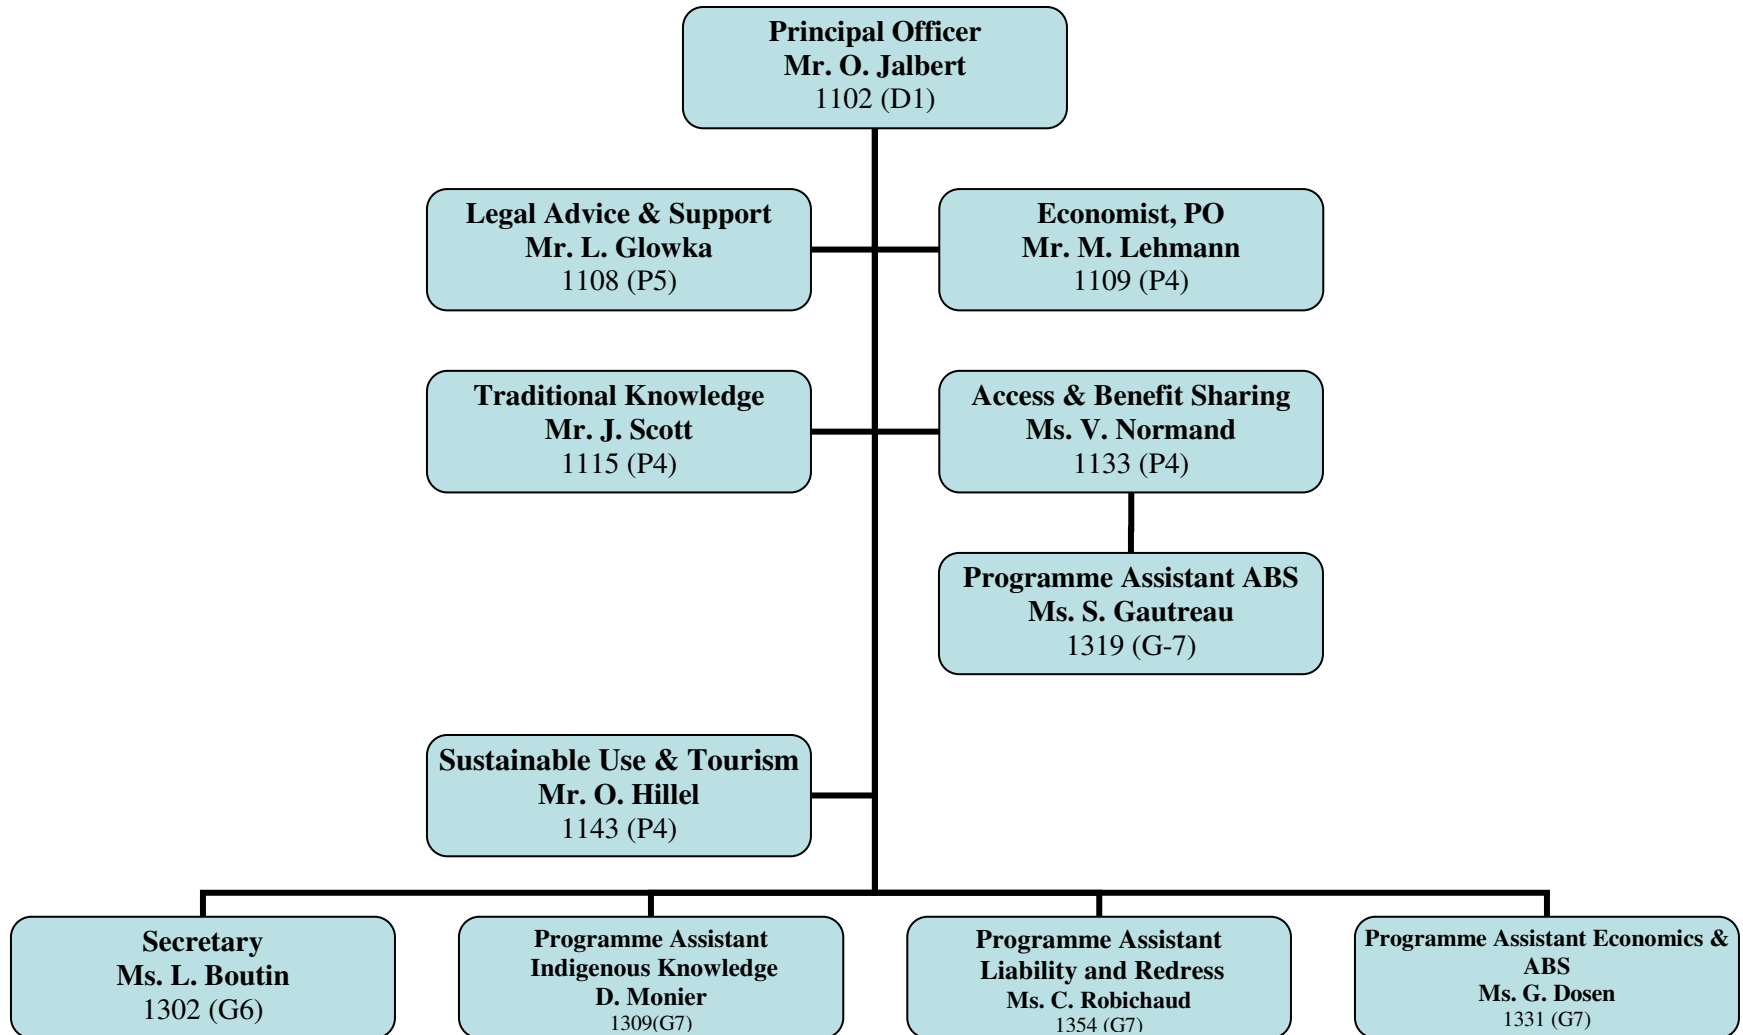 Principal Officer
Mr. O. Jalbert
1102 (D1)
Legal Advice & Support
Mr. L. Glowka
1108 (P5)
Economist, PO
Mr. M. Lehmann
1109 (P4)
Traditional Knowledge
Mr. J. Scott
1115 (P4)
Access & Benefit Sharing
Ms. V. Normand
1133 (P4)
Programme Assistant ABS
Ms. S. Gautreau
1319 (G-7)
Sustainable Use & Tourism
Mr. O. Hillel
1143 (P4)
Secretary
Ms. L. Boutin
1302 (G6)
Programme Assistant
Indigenous Knowledge
D. Monier
1309(G7)
Programme Assistant
Liability and Redress
Ms. C. Robichaud
1354 (G7)
Programme Assistant Economics &
ABS
Ms. G. Dosen
1331 (G7)